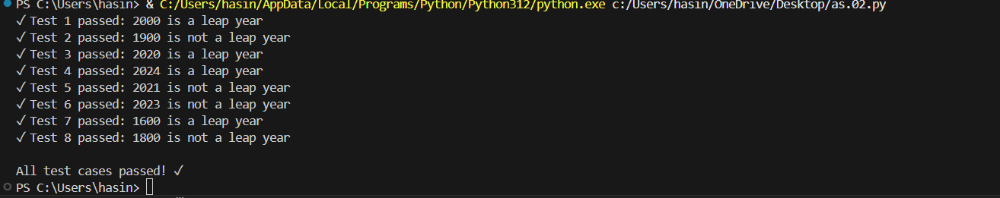 PS C:\Users\hasin> & C:/Users/hasin/AppData/Local/Programs/Python/Python312/python.exe c:/Users/hasin/OneDrive/Desktop/as.02.py
✓ Test 1 passed: 2000 is a leap year
✓ Test 2 passed: 1900 is not a leap year
✓ Test 3 passed: 2020 is a leap year
✓ Test 4 passed: 2024 is a leap year
✓ Test 5 passed: 2021 is not a leap year
✓ Test 6 passed: 2023 is not a leap year
✓ Test 7 passed: 1600 is a leap year
✓ Test 8 passed: 1800 is not a leap year
All test cases passed! ✓
PS C:\Users\hasin>